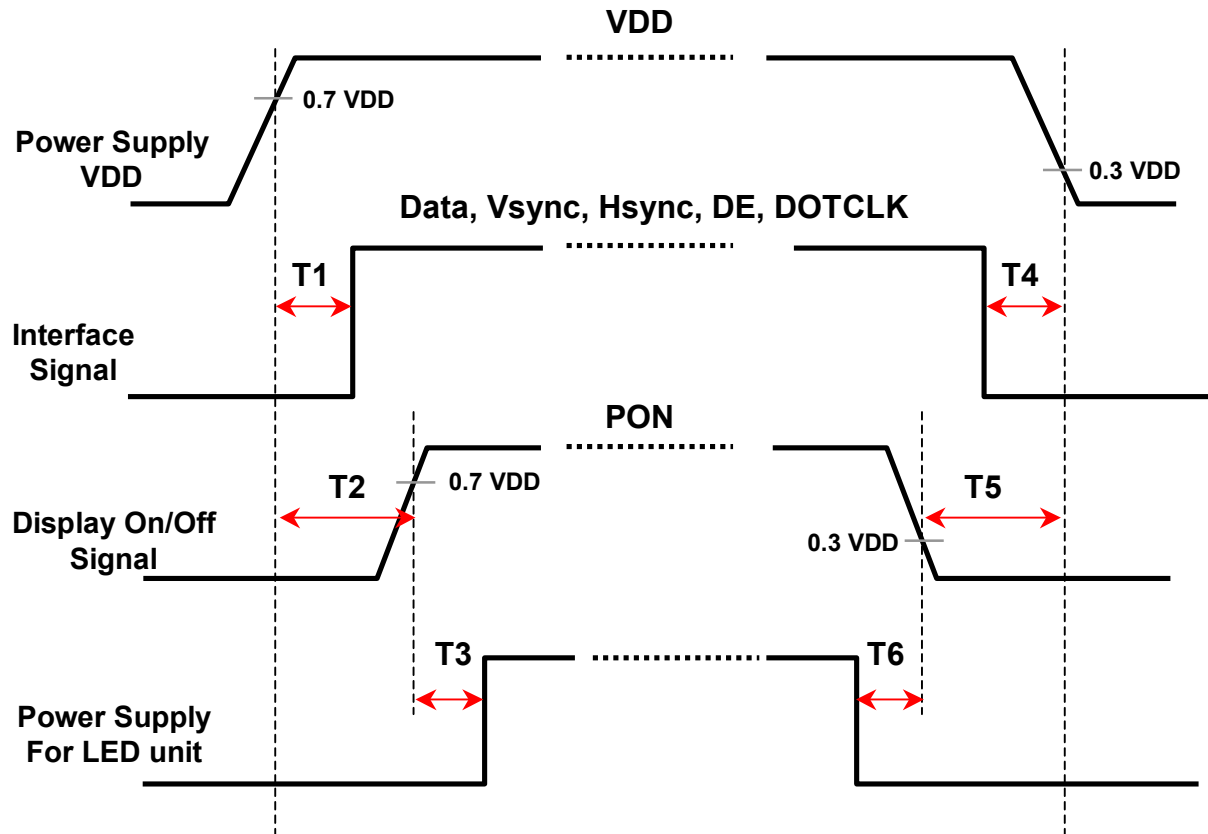 VDD
0.7 VDD
Power Supply
VDD
0.3 VDD
Data, Vsync, Hsync, DE, DOTCLK
T1
T4
Interface
Signal
PON
T2
0.7 VDD
T5
Display On/Off
Signal
0.3 VDD
T3
T6
Power Supply
For LED unit